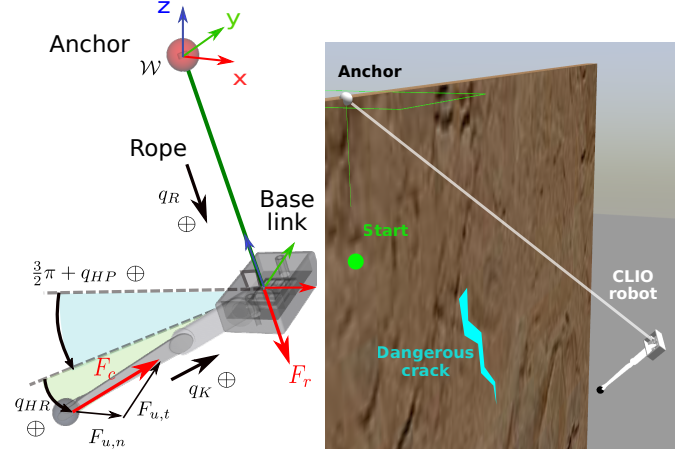 z
y
Anchor
𝒲
x
Rope
q_R
⊕
Base
link
3/2 π + q_HP ⊕
F_c
F_r
q_K ⊕
q_HR
⊕
F_u,t
F_u,n
Anchor
Start
CLIO
robot
Dangerous
crack